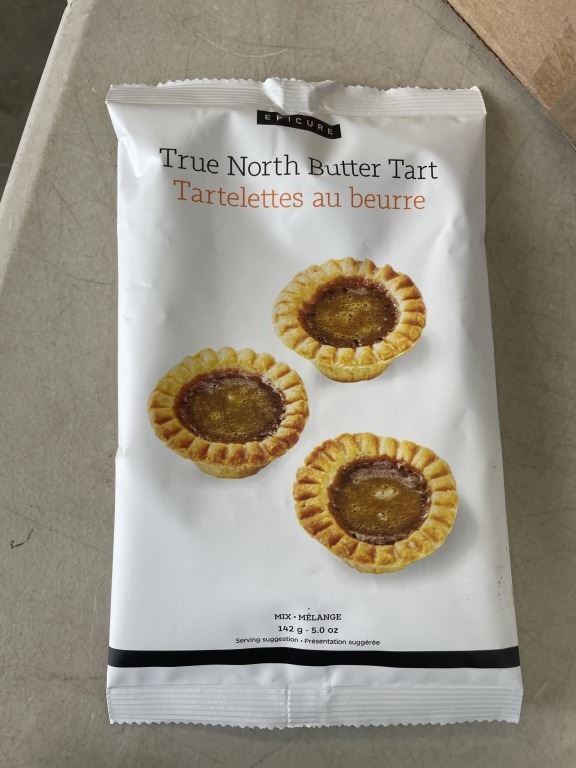 EPICURE
True North Butter Tart
Tartelettes au beurre
MIX • MÉLANGE
142 g - 5.0 oz
Serving suggestion • Présentation suggérée